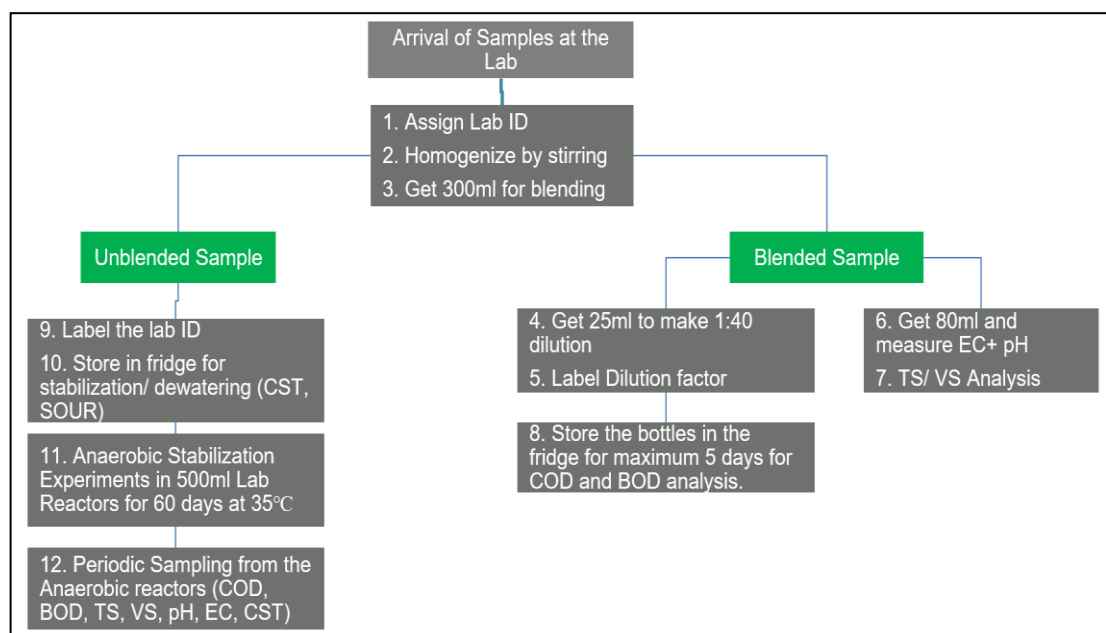 Arrival of Samples at the
Lab
1. Assign Lab ID
2. Homogenize by stirring
3. Get 300ml for blending
Unblended Sample
9. Label the lab ID
10. Store in fridge for
stabilization/ dewatering (CST,
SOUR)
11. Anaerobic Stabilization
Experiments in 500ml Lab
Reactors for 60 days at 35℃
12. Periodic Sampling from the
Anaerobic reactors (COD,
BOD, TS, VS, pH, EC, CST)
Blended Sample
4. Get 25ml to make 1:40
dilution
5. Label Dilution factor
8. Store the bottles in the
fridge for maximum 5 days for
COD and BOD analysis.
6. Get 80ml and
measure EC+ pH
7. TS/ VS Analysis